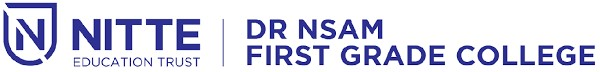 N NITTE
EDUCATION TRUST
DR NSAM
FIRST GRADE COLLEGE